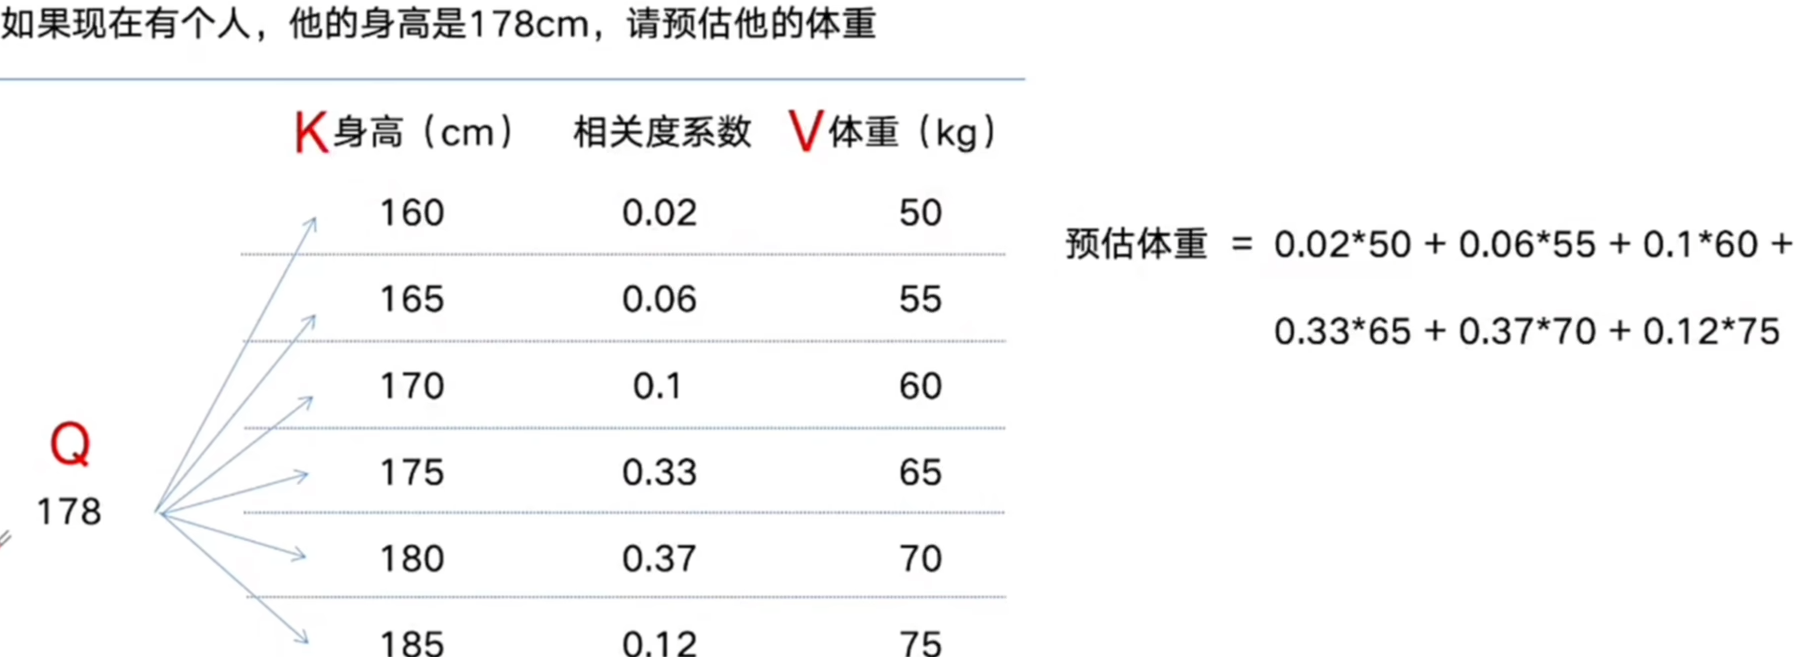 如果现在有个人，他的身高是178cm，请预估他的体重
K身高（cm） 相关度系数 V体重（kg）
160 0.02 50
165 0.06 55
170 0.1 60
175 0.33 65
180 0.37 70
185 0.12 75
Q
178
预估体重 = 0.02*50 + 0.06*55 + 0.1*60 +
0.33*65 + 0.37*70 + 0.12*75